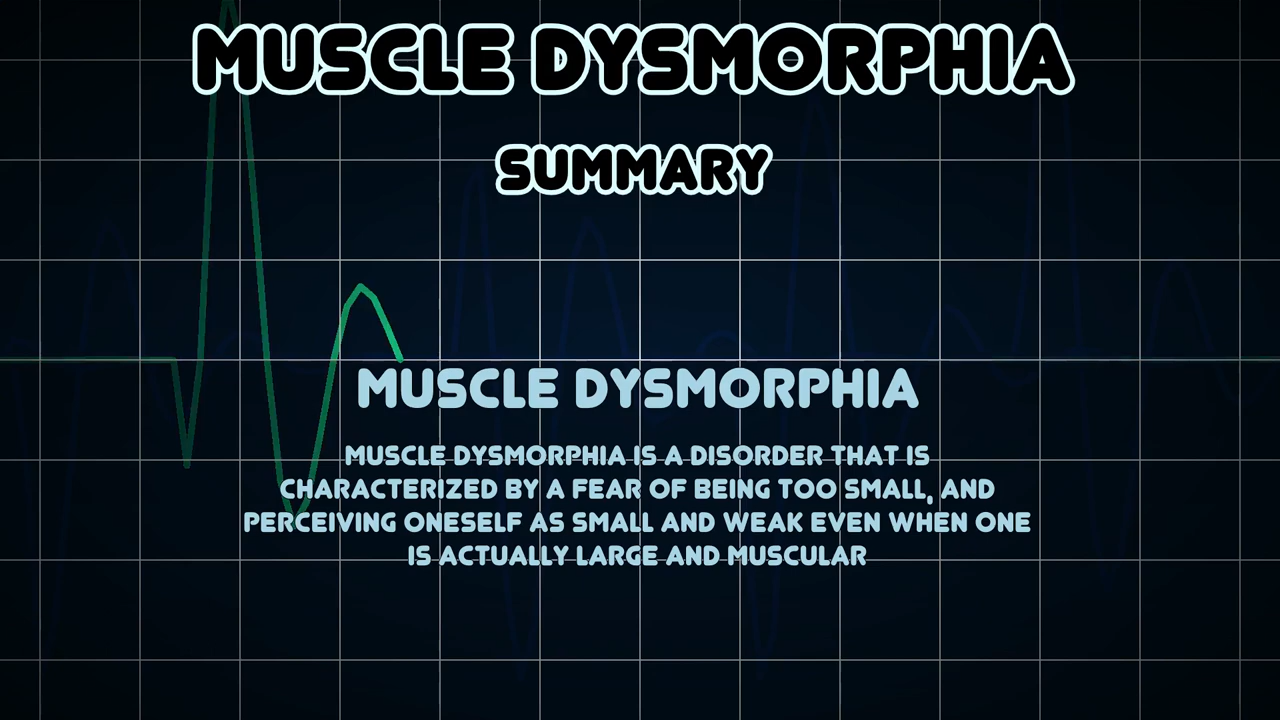 MUSCLE DYSMORPHIA
SUMMARY
MUSCLE DYSMORPHIA
MUSCLE DYSMORPHIA IS A DISORDER THAT IS
CHARACTERIZED BY A FEAR OF BEING TOO SMALL, AND
PERCEIVING ONESELF AS SMALL AND WEAK EVEN WHEN ONE
IS ACTUALLY LARGE AND MUSCULAR